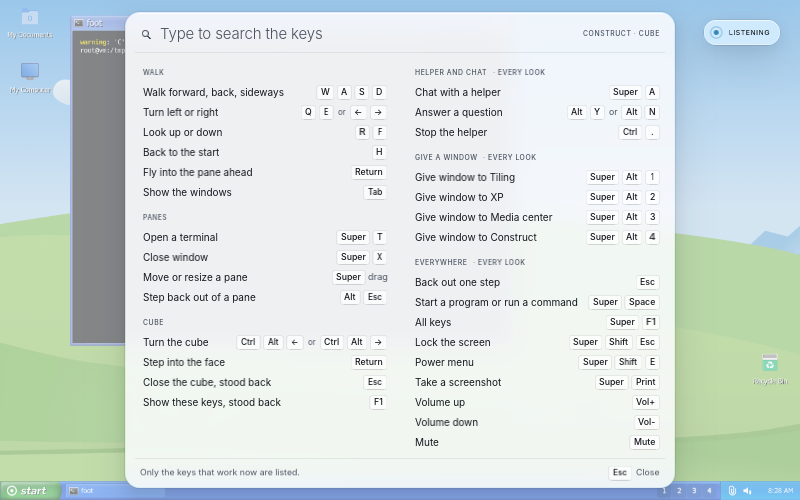 My Documents
My Computer
foot
warning: 'C'
root@vm:/tmp
Type to search the keys
CONSTRUCT · CUBE
LISTENING
WALK
Walk forward, back, sideways W A S D
Turn left or right Q E or ← →
Look up or down R F
Back to the start H
Fly into the pane ahead Return
Show the windows Tab
PANES
Open a terminal Super T
Close window Super X
Move or resize a pane Super drag
Step back out of a pane Alt Esc
CUBE
Turn the cube Ctrl Alt ← or Ctrl Alt →
Step into the face Return
Close the cube, stood back Esc
Show these keys, stood back F1
HELPER AND CHAT · EVERY LOOK
Chat with a helper Super A
Answer a question Alt Y or Alt N
Stop the helper Ctrl .
GIVE A WINDOW · EVERY LOOK
Give window to Tiling Super Alt 1
Give window to XP Super Alt 2
Give window to Media center Super Alt 3
Give window to Construct Super Alt 4
EVERYWHERE · EVERY LOOK
Back out one step Esc
Start a program or run a command Super Space
All keys Super F1
Lock the screen Super Shift Esc
Power menu Super Shift E
Take a screenshot Super Print
Volume up Vol+
Volume down Vol-
Mute Mute
Only the keys that work now are listed.
Esc Close
Recycle Bin
start
foot
1 2 3 4
8:28 AM